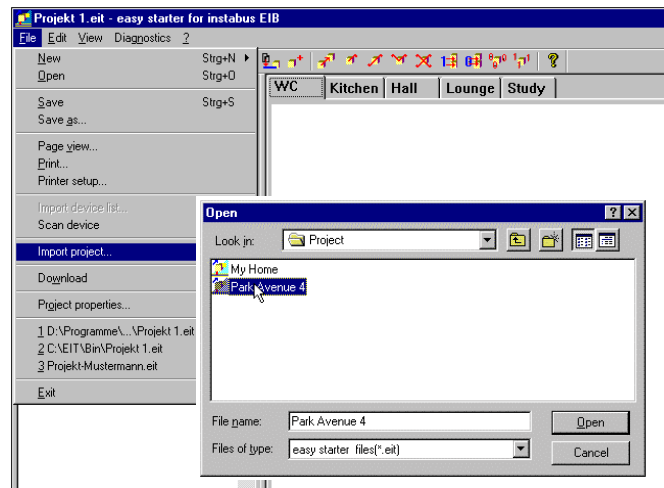 Projekt 1.eit - easy starter for instabus EIB
File Edit View Diagnostics ?
New Strg+N
Open Strg+O
Save Strg+S
Save as...
Page view...
Print...
Printer setup...
Import device list...
Scan device
Import project...
Download
Project properties...
1 D:\Programme\...\Projekt 1.eit
2 C:\EIT\Bin\Projekt 1.eit
3 Projekt-Mustermann.eit
Exit
WC Kitchen Hall Lounge Study
Open
Look in: Project
My Home
Park Avenue 4
File name: Park Avenue 4 Open
Files of type: easy starter files(*.eit) Cancel